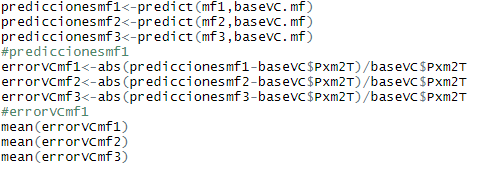 prediccionesmf1<-predict(mf1,baseVC.mf)
prediccionesmf2<-predict(mf2,baseVC.mf)
prediccionesmf3<-predict(mf3,baseVC.mf)
#prediccionesmf1
errorVCmf1<-abs(prediccionesmf1-baseVC$Pxm2T)/baseVC$Pxm2T
errorVCmf2<-abs(prediccionesmf2-baseVC$Pxm2T)/baseVC$Pxm2T
errorVCmf3<-abs(prediccionesmf3-baseVC$Pxm2T)/baseVC$Pxm2T
#errorVCmf1
mean(errorVCmf1)
mean(errorVCmf2)
mean(errorVCmf3)